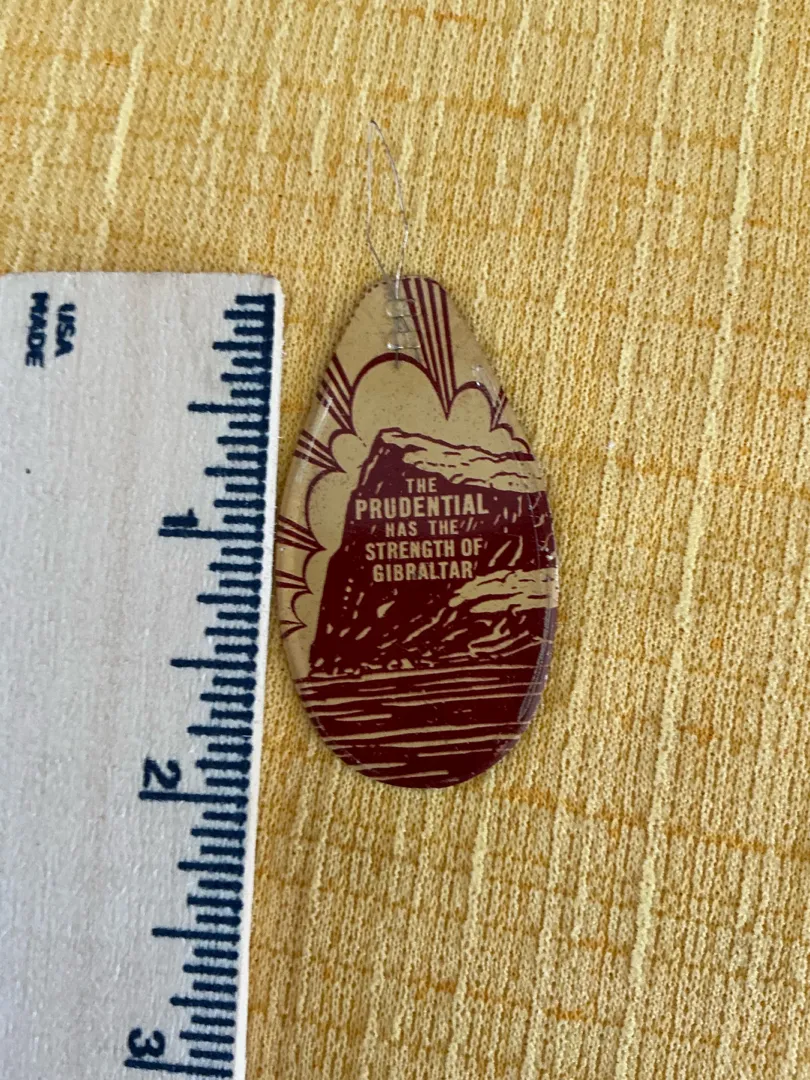 THE
PRUDENTIAL
HAS THE
STRENGTH OF
GIBRALTAR
USA
MADE
1
2
3